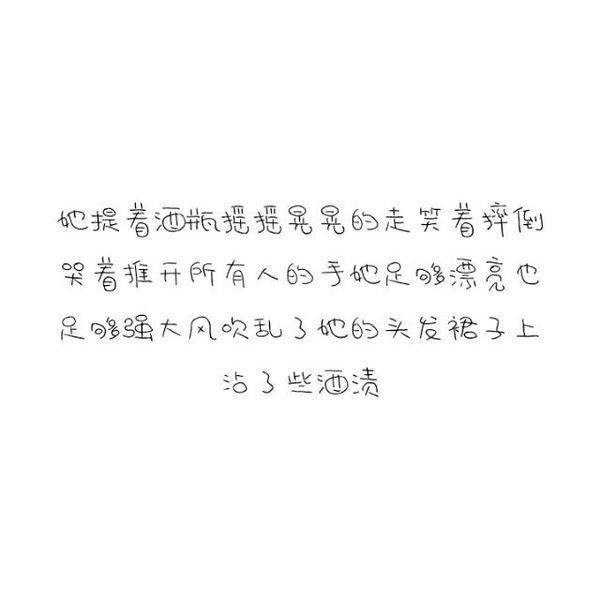 她提着酒瓶摇摇晃晃的走笑着摔倒
哭着推开所有人的手她足够漂亮也
足够强大风吹乱了她的头发裙子上
沾了些酒渍